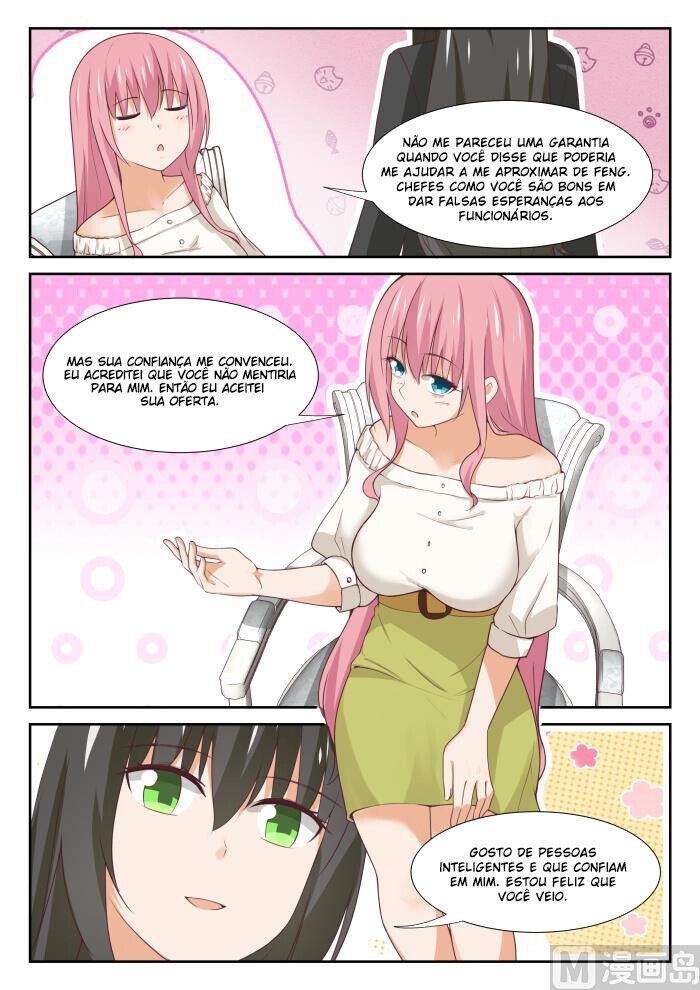 NÃO ME PARECEU UMA GARANTIA
QUANDO VOCÊ DISSE QUE PODERIA
ME AJUDAR A ME APROXIMAR DE FENG.
CHEFES COMO VOCÊ SÃO BONS EM
DAR FALSAS ESPERANÇAS AOS
FUNCIONÁRIOS.
MAS SUA CONFIANÇA ME CONVENCEU.
EU ACREDITEI QUE VOCÊ NÃO MENTIRIA
PARA MIM. ENTÃO EU ACEITEI
SUA OFERTA.
GOSTO DE PESSOAS
INTELIGENTES E QUE CONFIAM
EM MIM. ESTOU FELIZ QUE
VOCÊ VEIO.
M 漫画岛